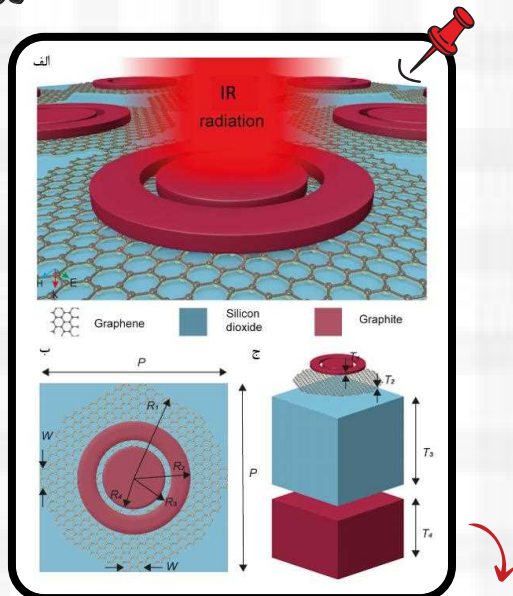 الف
IR
radiation
H
E
K
Graphene
Silicon
dioxide
Graphite
ب
P
R₁
W
R₂
R₃
R₄
P
W
ج
T₁
T₂
T₃
T₄